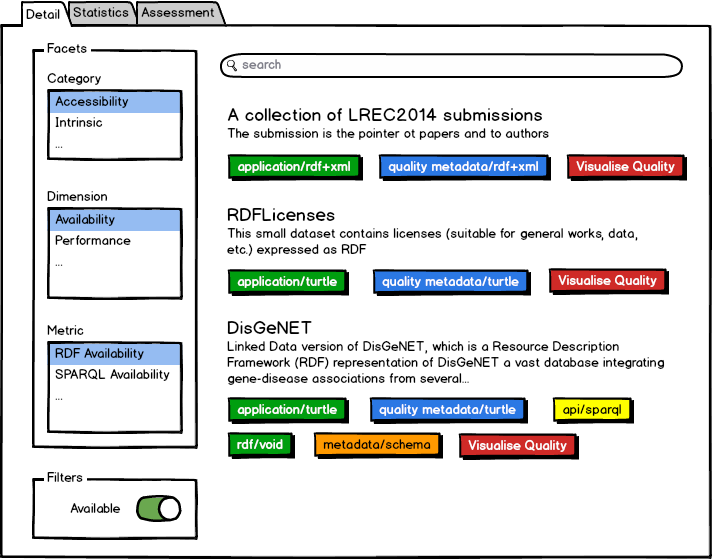 Detail Statistics Assessment
Facets
Category
Accessibility
Intrinsic
...
Dimension
Availability
Performance
...
Metric
RDF Availability
SPARQL Availability
...
Filters
Available
search
A collection of LREC2014 submissions
The submission is the pointer ot papers and to authors
application/rdf+xml quality metadata/rdf+xml Visualise Quality
RDFLicenses
This small dataset contains licenses (suitable for general works, data,
etc.) expressed as RDF
application/turtle quality metadata/turtle Visualise Quality
DisGeNET
Linked Data version of DisGeNET, which is a Resource Description
Framework (RDF) representation of DisGeNET a vast database integrating
gene-disease associations from several...
application/turtle quality metadata/turtle api/sparql
rdf/void metadata/schema Visualise Quality